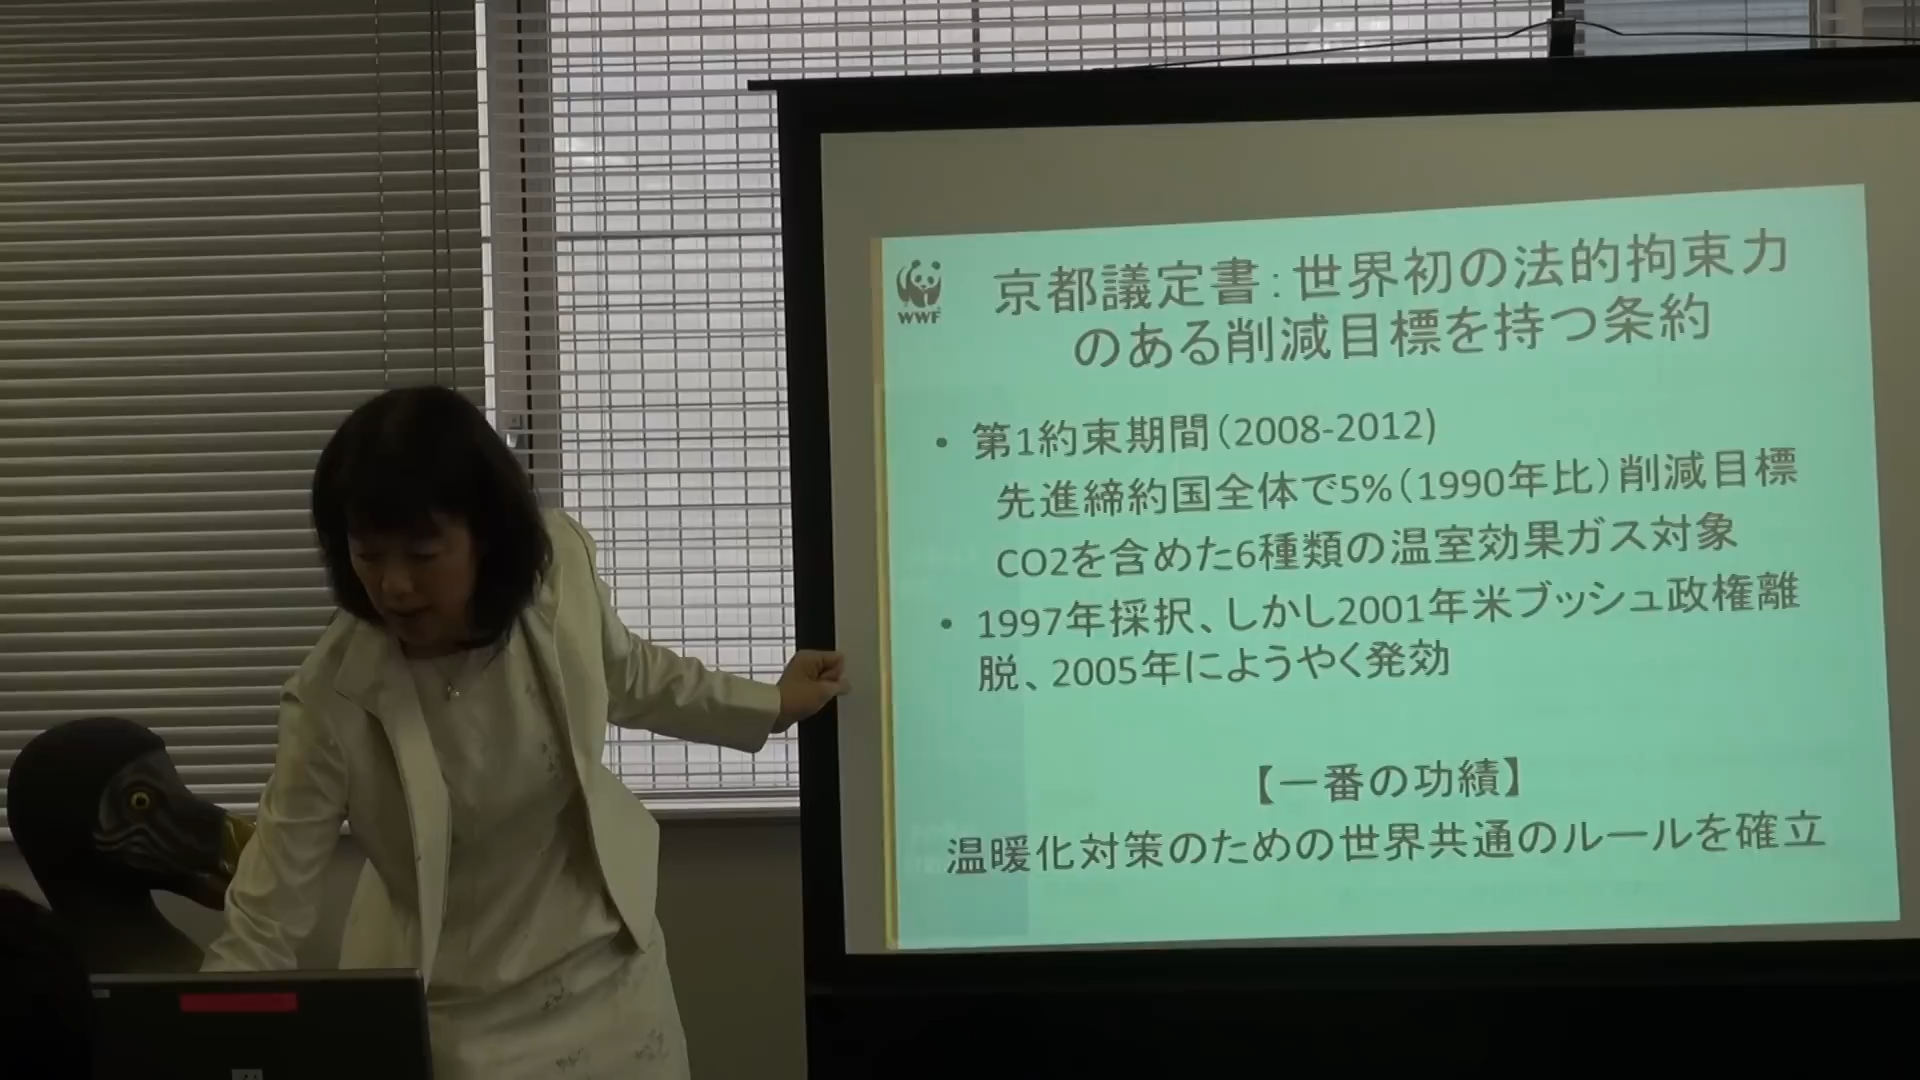 WWF
京都議定書：世界初の法的拘束力
のある削減目標を持つ条約
・ 第1約束期間（2008-2012）
先進締約国全体で5%（1990年比）削減目標
CO2を含めた6種類の温室効果ガス対象
・ 1997年採択、しかし2001年米ブッシュ政権離
脱、2005年にようやく発効
【一番の功績】
温暖化対策のための世界共通のルールを確立